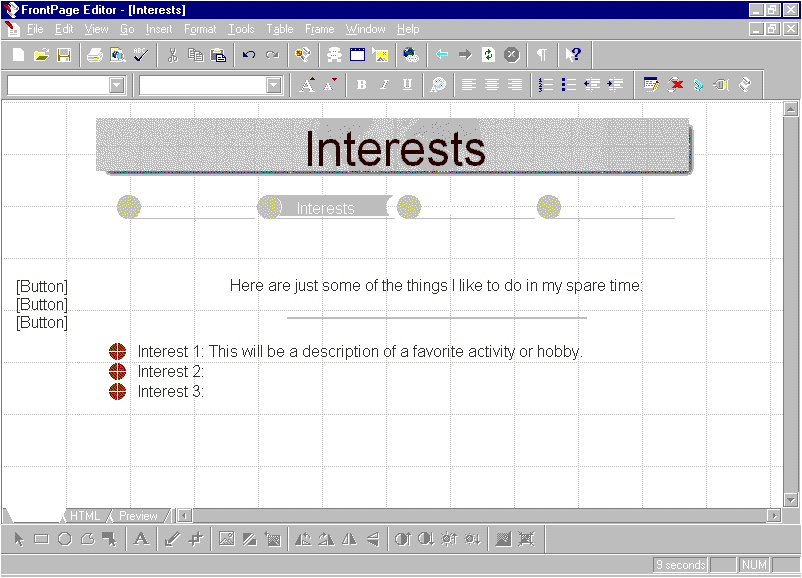 FrontPage Editor - [Interests]
File Edit View Go Insert Format Tools Table Frame Window Help
B I U
Interests
Interests
[Button]
[Button]
[Button]
Here are just some of the things I like to do in my spare time:
Interest 1: This will be a description of a favorite activity or hobby.
Interest 2:
Interest 3:
HTML Preview
9 seconds NUM